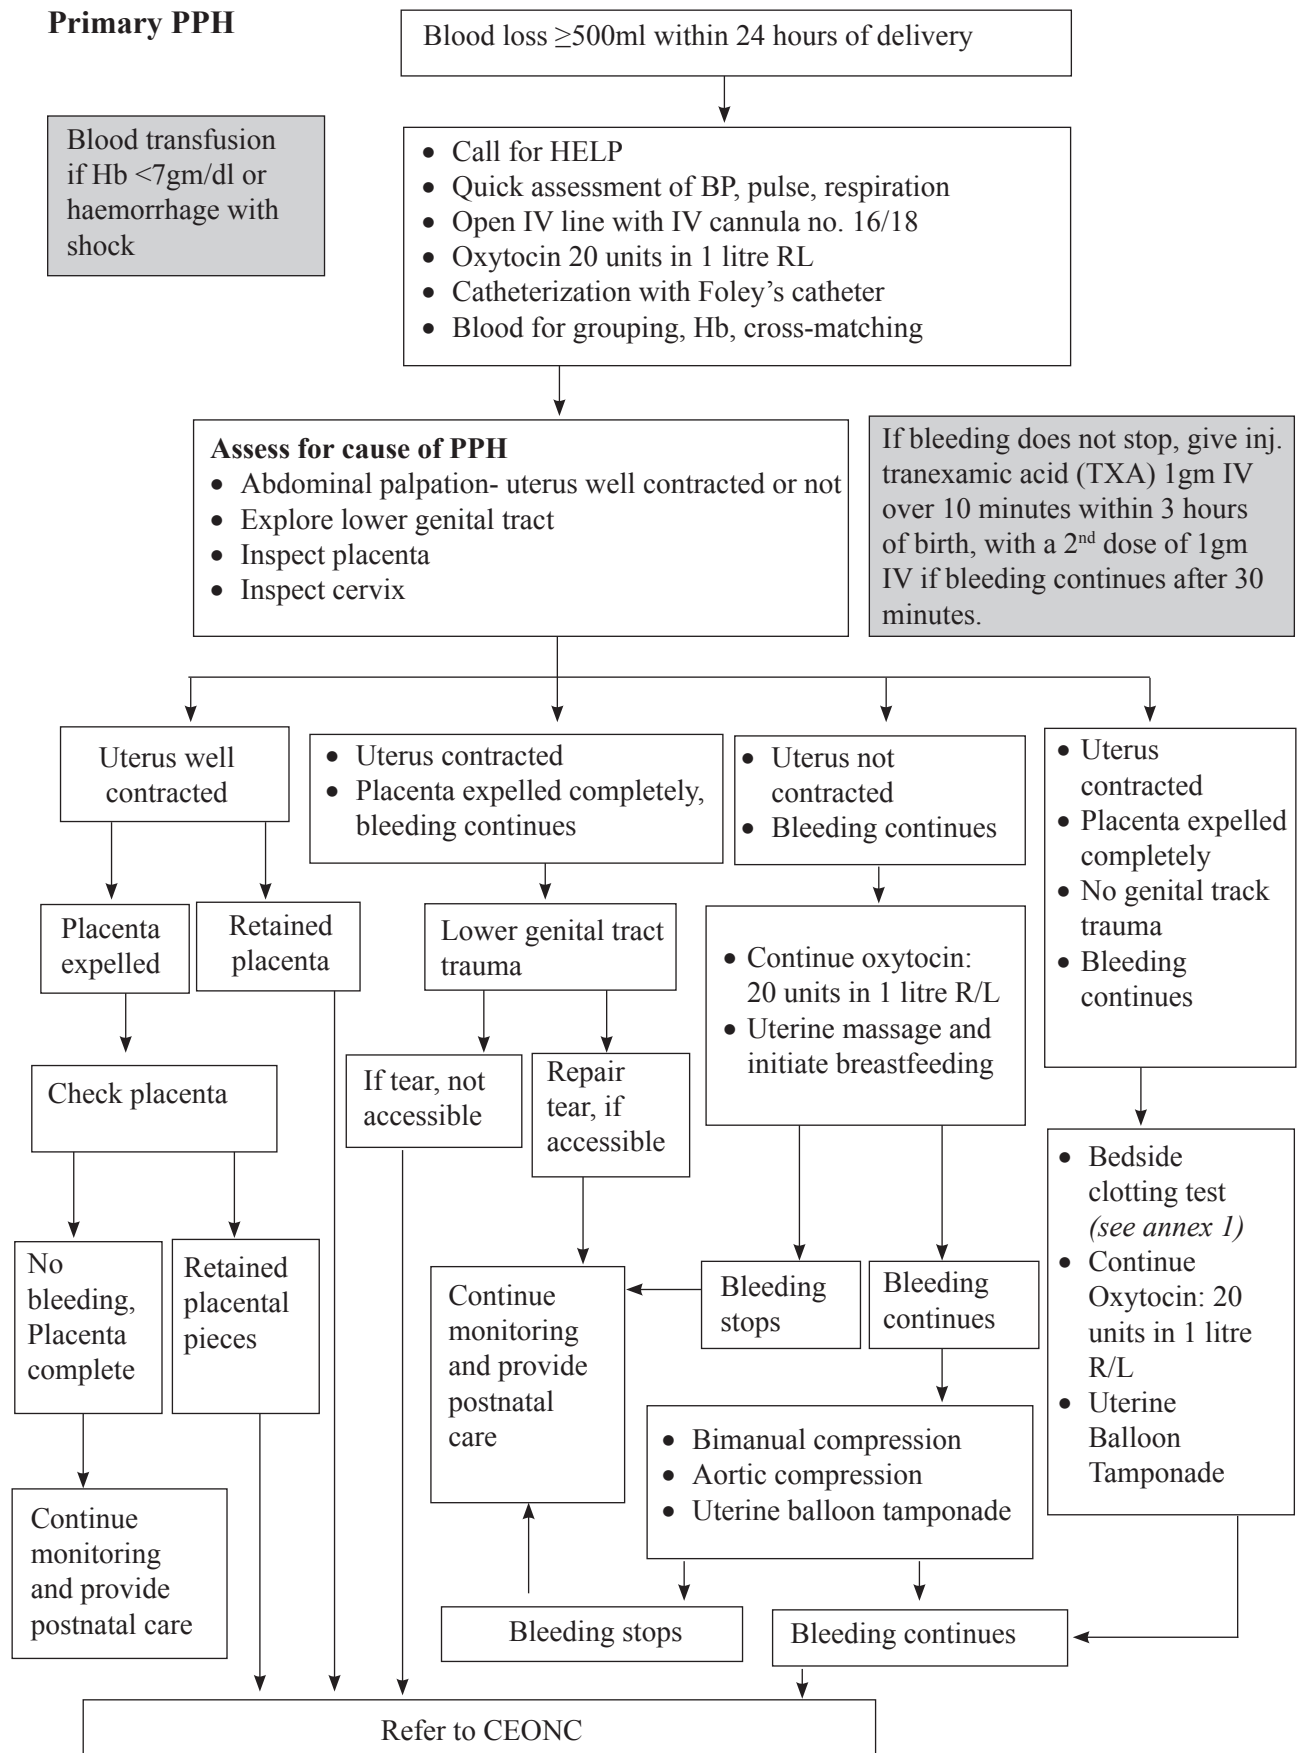 Primary PPH
Blood loss ≥500ml within 24 hours of delivery
Blood transfusion
if Hb <7gm/dl or
haemorrhage with
shock
• Call for HELP
• Quick assessment of BP, pulse, respiration
• Open IV line with IV cannula no. 16/18
• Oxytocin 20 units in 1 litre RL
• Catheterization with Foley’s catheter
• Blood for grouping, Hb, cross-matching
Assess for cause of PPH
• Abdominal palpation- uterus well contracted or not
• Explore lower genital tract
• Inspect placenta
• Inspect cervix
If bleeding does not stop, give inj.
tranexamic acid (TXA) 1gm IV
over 10 minutes within 3 hours
of birth, with a 2nd dose of 1gm
IV if bleeding continues after 30
minutes.
Uterus well
contracted
• Uterus contracted
• Placenta expelled completely,
bleeding continues
• Uterus not
contracted
• Bleeding continues
• Uterus
contracted
• Placenta expelled
completely
• No genital track
trauma
• Bleeding
continues
Placenta
expelled
Retained
placenta
Lower genital tract
trauma
• Continue oxytocin:
20 units in 1 litre R/L
• Uterine massage and
initiate breastfeeding
Check placenta
If tear, not
accessible
Repair
tear, if
accessible
• Bedside
clotting test
(see annex 1)
• Continue
Oxytocin: 20
units in 1 litre
R/L
• Uterine
Balloon
Tamponade
No
bleeding,
Placenta
complete
Retained
placental
pieces
Continue
monitoring
and provide
postnatal
care
Bleeding
stops
Bleeding
continues
• Bimanual compression
• Aortic compression
• Uterine balloon tamponade
Continue
monitoring
and provide
postnatal care
Bleeding stops
Bleeding continues
Refer to CEONC